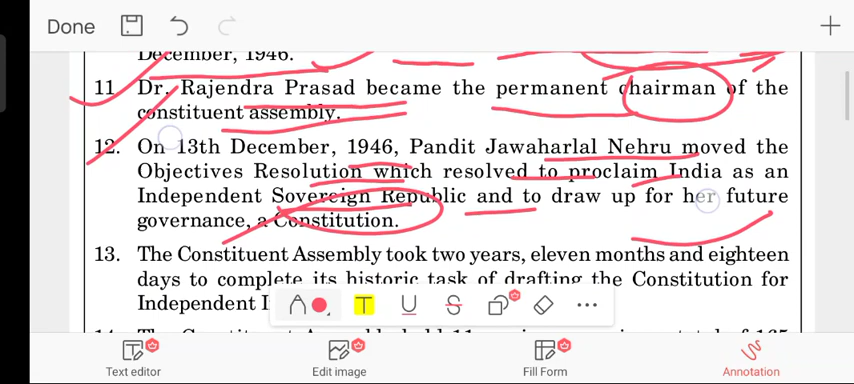 Done
December, 1946.
11. Dr. Rajendra Prasad became the permanent chairman of the
constituent assembly.
12. On 13th December, 1946, Pandit Jawaharlal Nehru moved the
Objectives Resolution which resolved to proclaim India as an
Independent Sovereign Republic and to draw up for her future
governance, a Constitution.
13. The Constituent Assembly took two years, eleven months and eighteen
days to complete its historic task of drafting the Constitution for
Independent
T U S
Text editor Edit image Fill Form Annotation